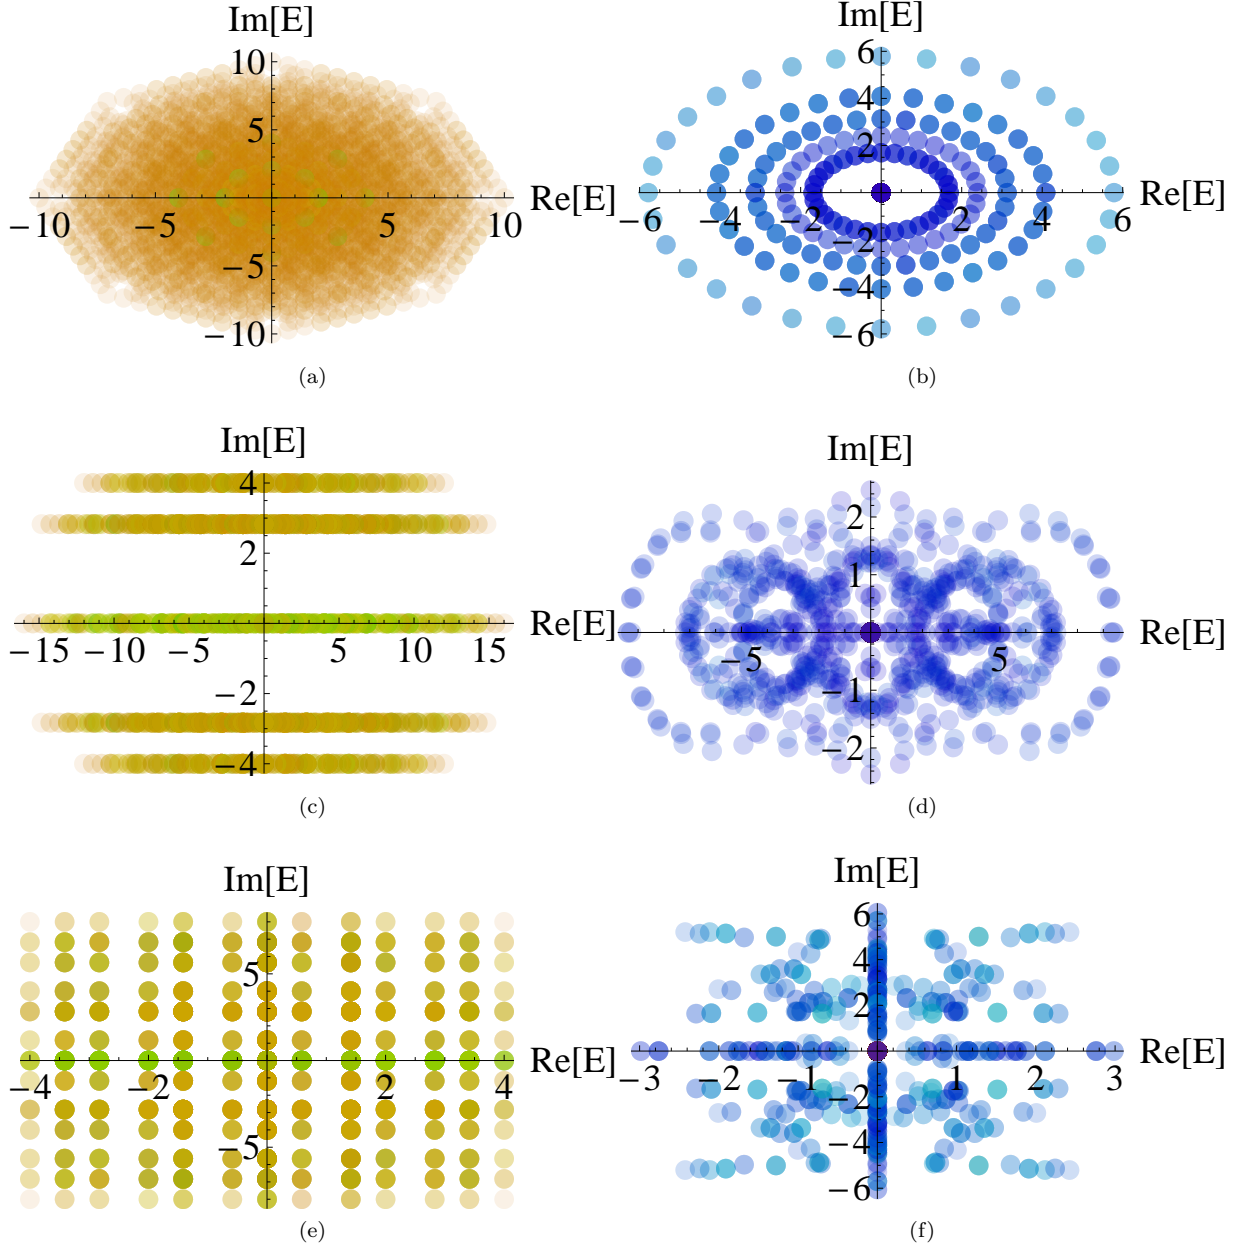 Im[E] Im[E]
10 6
5 4
2
Re[E] Re[E]
−10 −5 5 10 −6 −4 −2 2 4 6
−2
−5 −4
−10 −6
(a) (b)
Im[E] Im[E]
4 2
2 1
Re[E] Re[E]
−15 −10 −5 5 10 15 −5 5
−2 −1
−4 −2
(c) (d)
Im[E] Im[E]
6
5 4
2
Re[E] Re[E]
−4 −2 2 4 −3 −2 −1 1 2 3
−2
−5 −4
−6
(e) (f)